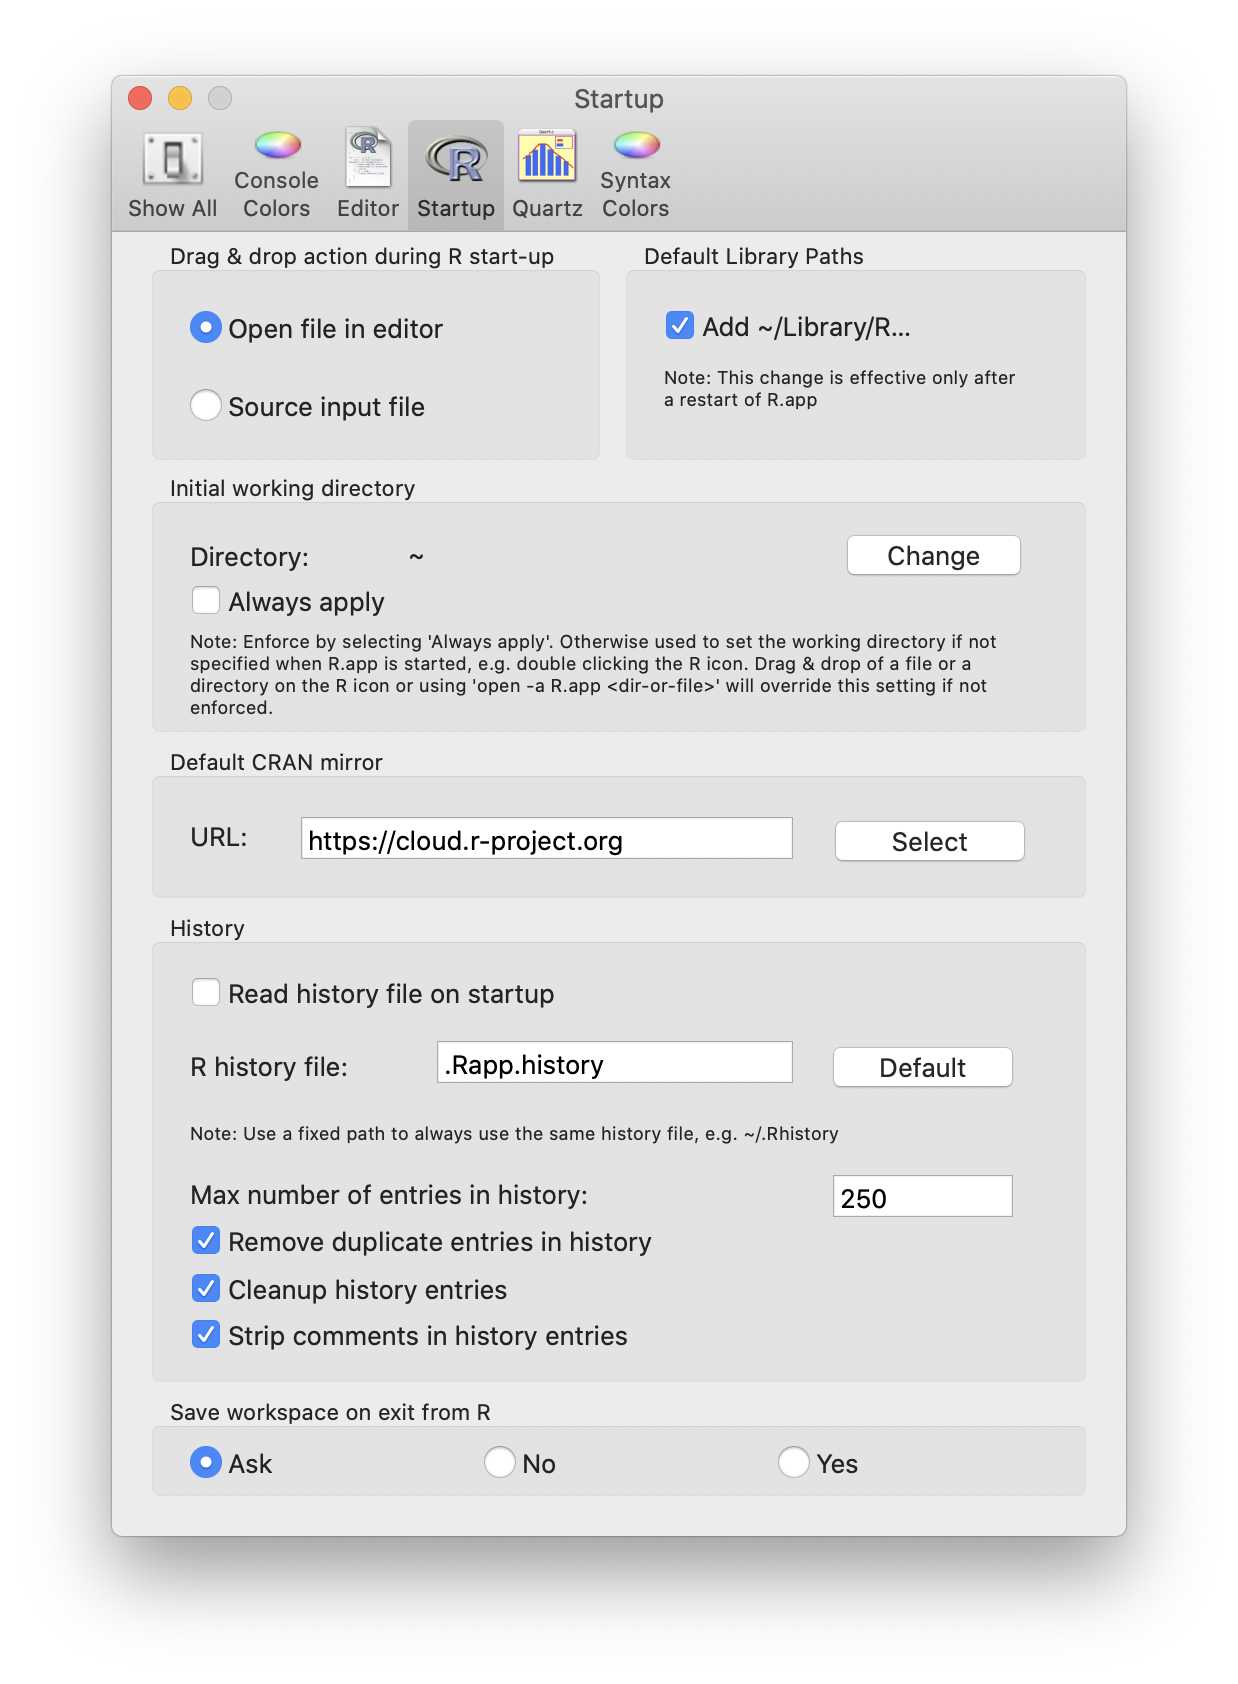 Startup
Show All
Console
Colors
Editor
Startup
Quartz
Syntax
Colors
Drag & drop action during R start-up
Open file in editor
Source input file
Default Library Paths
Add ~/Library/R...
Note: This change is effective only after
a restart of R.app
Initial working directory
Directory: ~
Change
Always apply
Note: Enforce by selecting 'Always apply'. Otherwise used to set the working directory if not
specified when R.app is started, e.g. double clicking the R icon. Drag & drop of a file or a
directory on the R icon or using 'open -a R.app <dir-or-file>' will override this setting if not
enforced.
Default CRAN mirror
URL: https://cloud.r-project.org
Select
History
Read history file on startup
R history file: .Rapp.history
Default
Note: Use a fixed path to always use the same history file, e.g. ~/.Rhistory
Max number of entries in history: 250
Remove duplicate entries in history
Cleanup history entries
Strip comments in history entries
Save workspace on exit from R
Ask No Yes